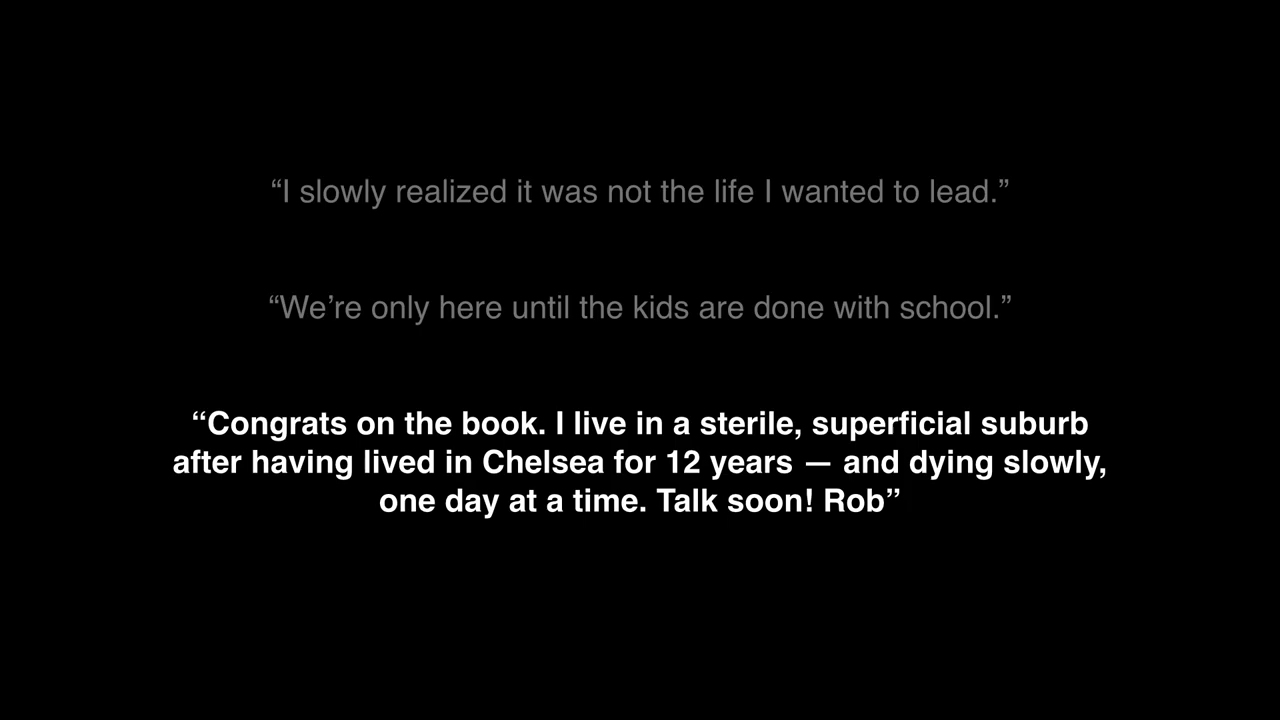 “I slowly realized it was not the life I wanted to lead.”
“We’re only here until the kids are done with school.”
“Congrats on the book. I live in a sterile, superficial suburb
after having lived in Chelsea for 12 years — and dying slowly,
one day at a time. Talk soon! Rob”